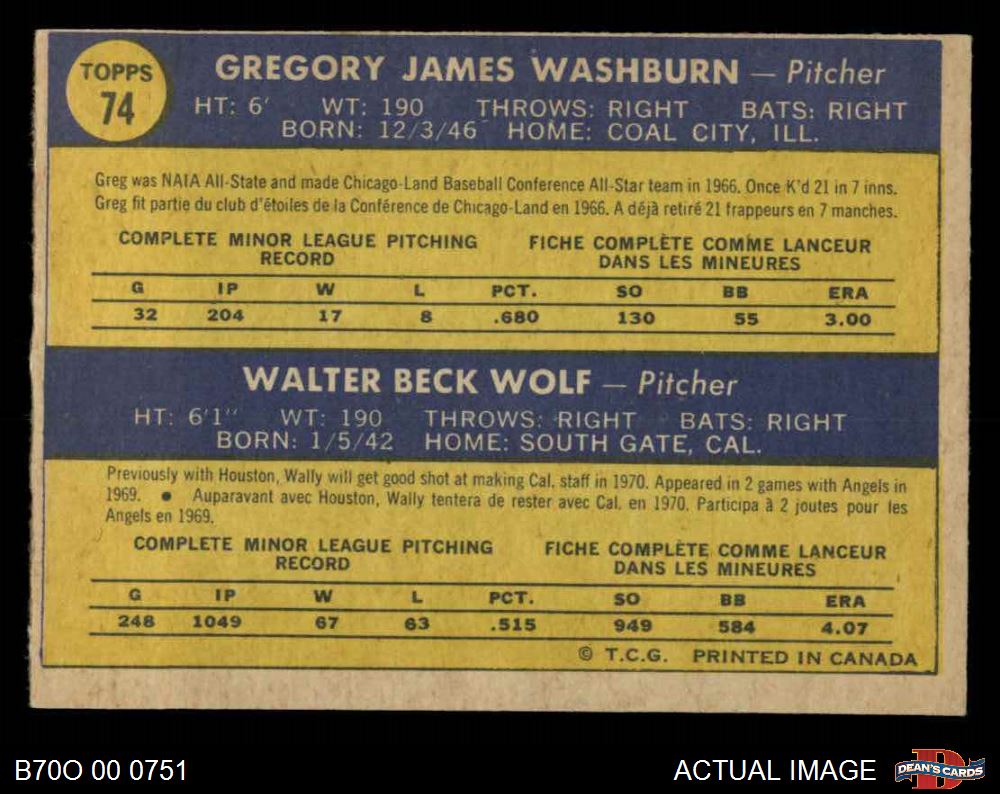 TOPPS
74
GREGORY JAMES WASHBURN — Pitcher
HT: 6' WT: 190 THROWS: RIGHT BATS: RIGHT
BORN: 12/3/46 HOME: COAL CITY, ILL.
Greg was NAIA All-State and made Chicago-Land Baseball Conference All-Star team in 1966. Once K'd 21 in 7 inns.
Greg fit partie du club d'étoiles de la Conférence de Chicago-Land en 1966. A déjà retiré 21 frappeurs en 7 manches.
COMPLETE MINOR LEAGUE PITCHING FICHE COMPLÈTE COMME LANCEUR
RECORD DANS LES MINEURES
G IP W L PCT. SO BB ERA
32 204 17 8 .680 130 55 3.00
WALTER BECK WOLF — Pitcher
HT: 6'1" WT: 190 THROWS: RIGHT BATS: RIGHT
BORN: 1/5/42 HOME: SOUTH GATE, CAL.
Previously with Houston, Wally will get good shot at making Cal. staff in 1970. Appeared in 2 games with Angels in
1969. ● Auparavant avec Houston, Wally tentera de rester avec Cal. en 1970. Participa à 2 joutes pour les
Angels en 1969.
COMPLETE MINOR LEAGUE PITCHING FICHE COMPLÈTE COMME LANCEUR
RECORD DANS LES MINEURES
G IP W L PCT. SO BB ERA
248 1049 67 63 .515 949 584 4.07
© T.C.G. PRINTED IN CANADA
B70O 00 0751
ACTUAL IMAGE
DEAN'S CARDS